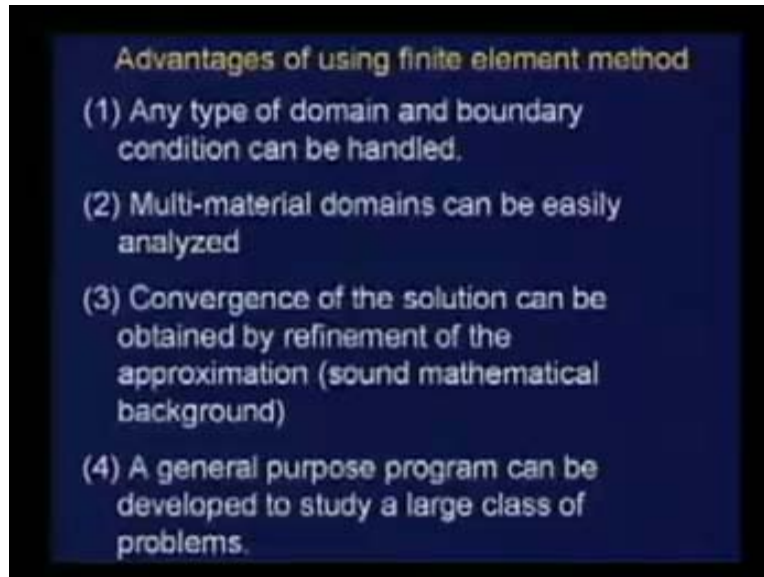 Advantages of using finite element method
(1) Any type of domain and boundary
condition can be handled.
(2) Multi-material domains can be easily
analyzed
(3) Convergence of the solution can be
obtained by refinement of the
approximation (sound mathematical
background)
(4) A general purpose program can be
developed to study a large class of
problems.